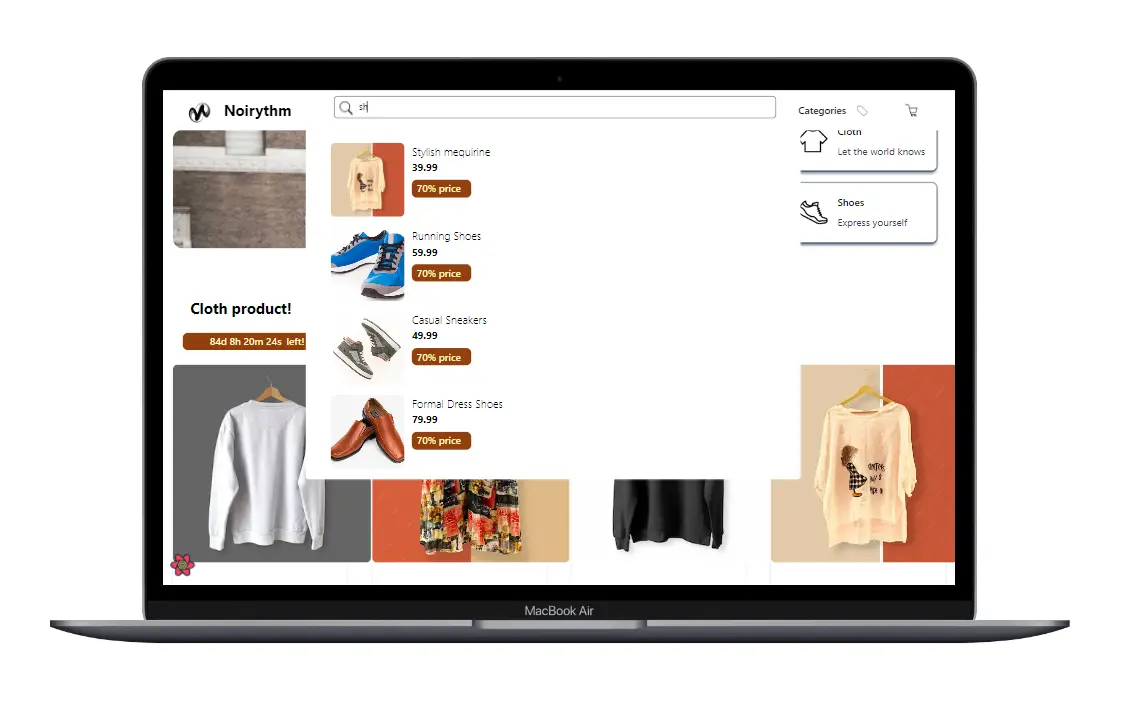 Noirythm
sh
Categories
Stylish mequirine
39.99
70% price
Running Shoes
59.99
70% price
Casual Sneakers
49.99
70% price
Formal Dress Shoes
79.99
70% price
Cloth
Let the world knows
Shoes
Express yourself
Cloth product!
84d 8h 20m 24s left!
MacBook Air